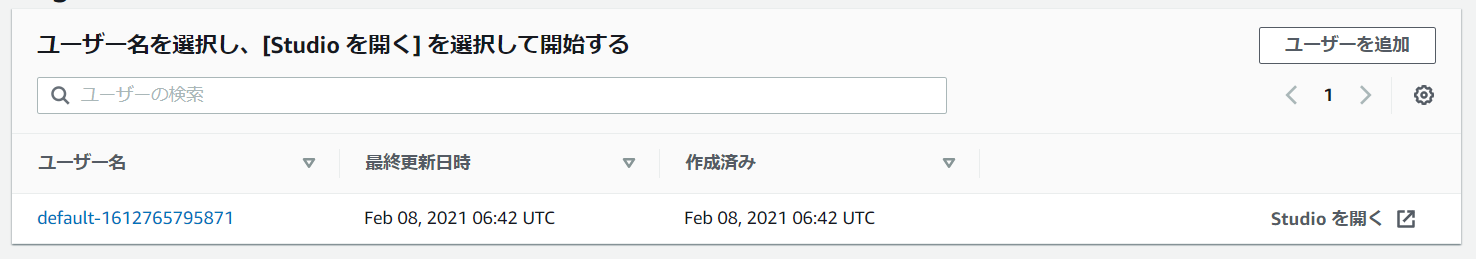 ユーザー名を選択し、[Studio を開く] を選択して開始する
ユーザーを追加
ユーザーの検索
1
ユーザー名 最終更新日時 作成済み
default-1612765795871 Feb 08, 2021 06:42 UTC Feb 08, 2021 06:42 UTC Studio を開く